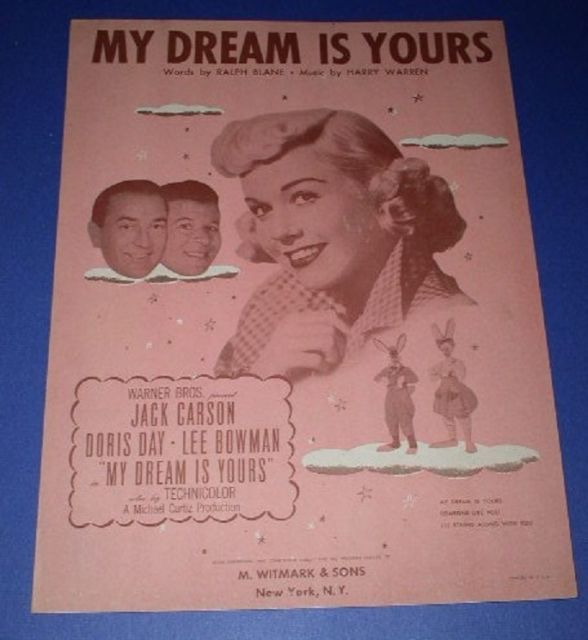 MY DREAM IS YOURS
Words by RALPH BLANE • Music by HARRY WARREN
WARNER BROS. present
JACK CARSON
DORIS DAY - LEE BOWMAN
in "MY DREAM IS YOURS"
color by TECHNICOLOR
A Michael Curtiz Production
MY DREAM IS YOURS
SOMEONE LIKE YOU
I'LL STRING ALONG WITH YOU
M. WITMARK & SONS
New York, N. Y.